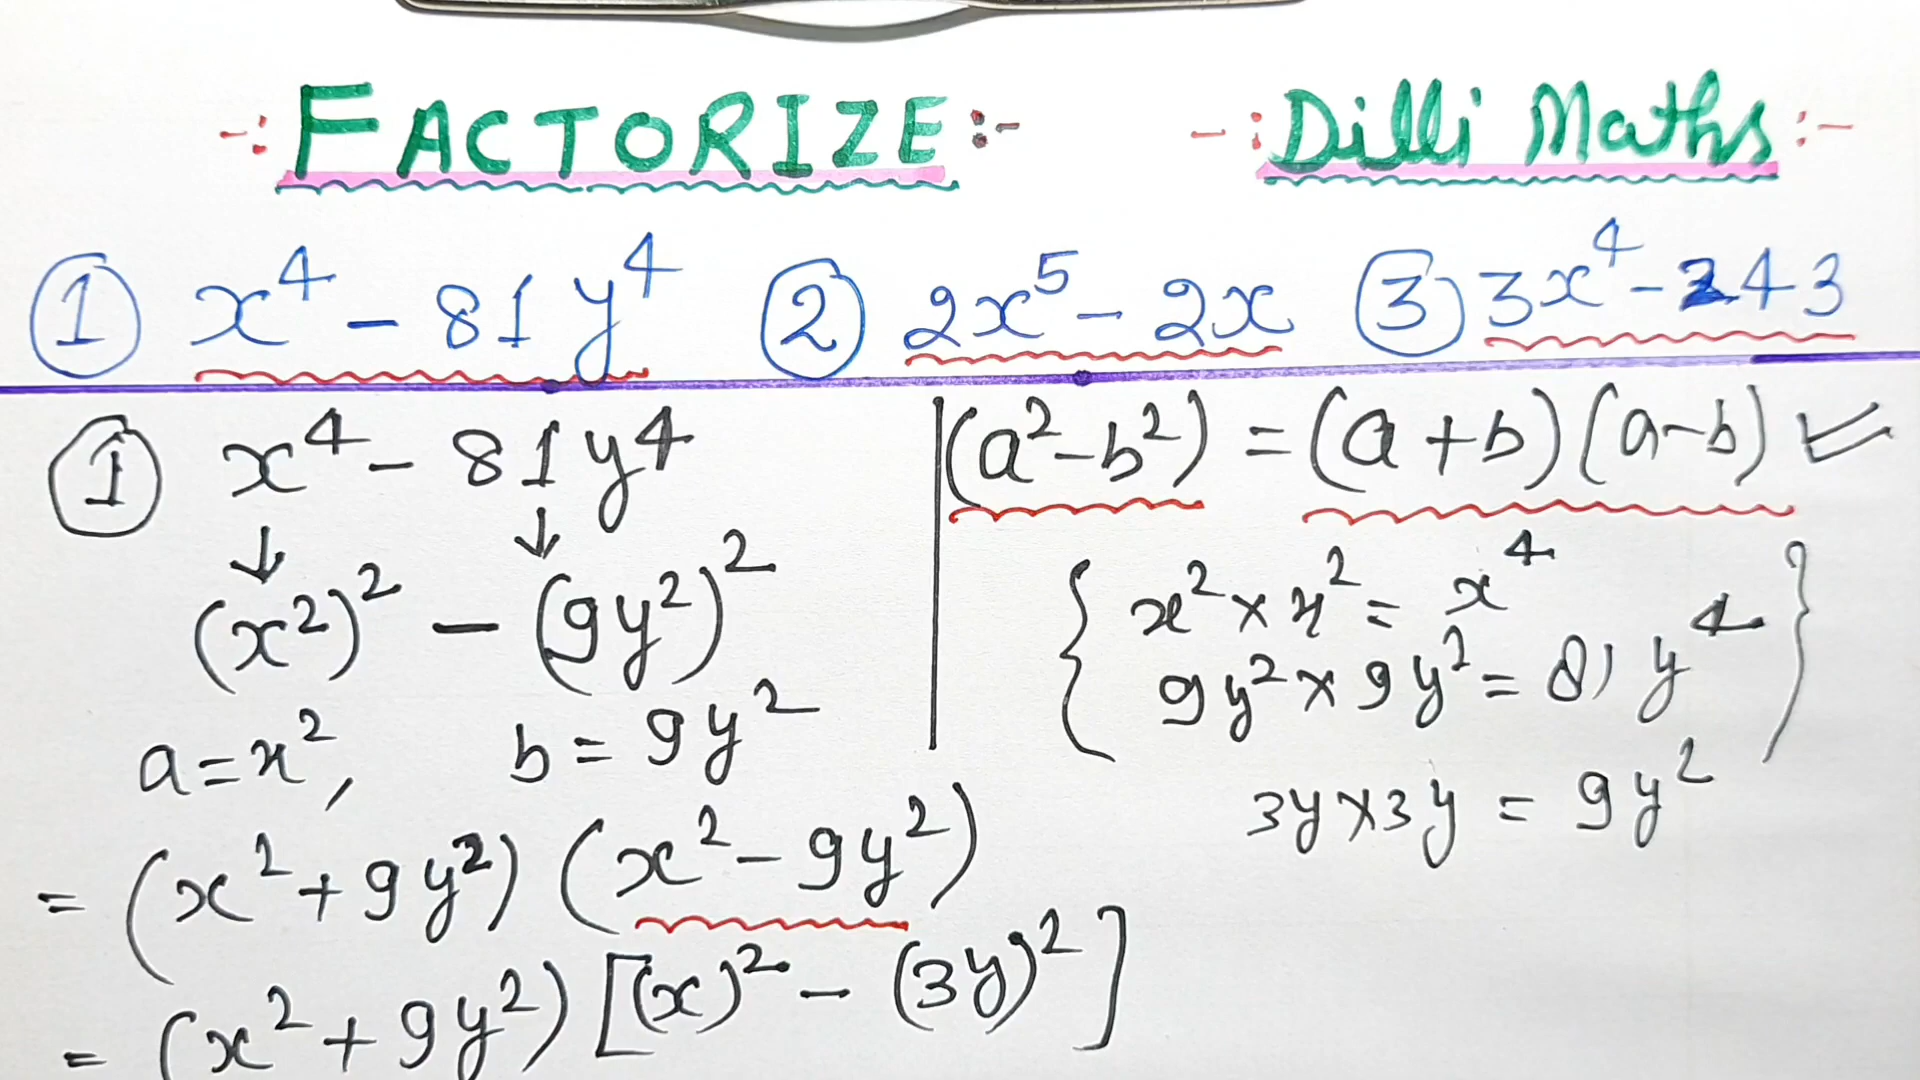 -: FACTORIZE :- -: Dilli Maths :-
① x⁴ - 81y⁴ ② 2x⁵ - 2x ③ 3x⁴ - 243
① x⁴ - 81y⁴
(a² - b²) = (a + b)(a - b)
↓ ↓
(x²)² - (9y²)²
{ x² × x² = x⁴
9y² × 9y² = 81y⁴ }
a = x², b = 9y²
3y × 3y = 9y²
= (x² + 9y²) (x² - 9y²)
= (x² + 9y²) [(x)² - (3y)²]